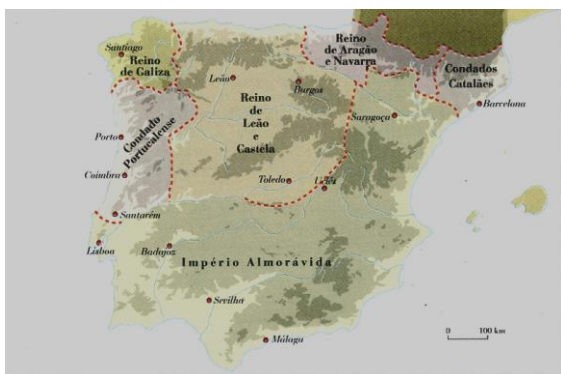 Santiago
Reino
de Galiza
Leão
Burgos
Reino
de Aragão
e Navarra
Condados
Catalães
Barcelona
Saragoça
Reino
de
Leão
e
Castela
Porto
Condado
Portucalense
Coimbra
Toledo
Uclés
Santarém
Lisboa
Badajoz
Império Almorávida
Sevilha
Málaga
0 100 km